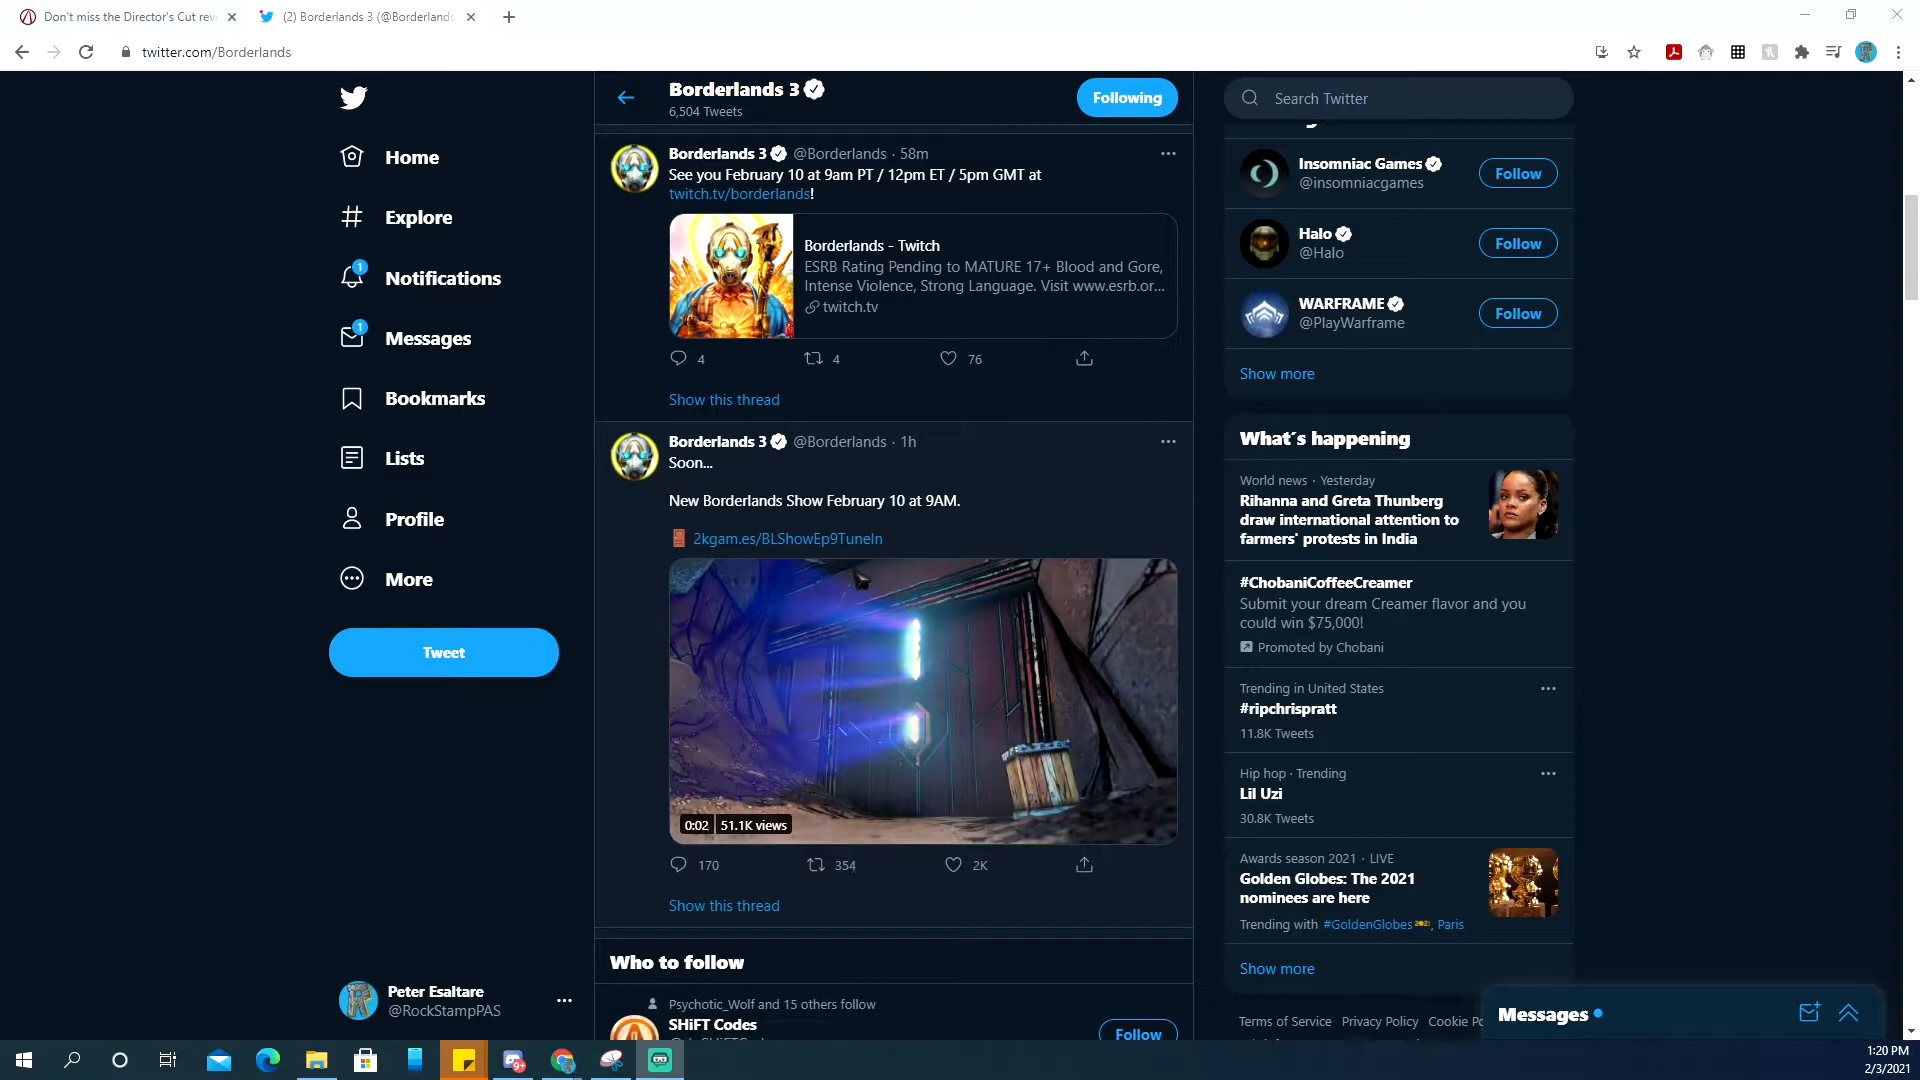 Don't miss the Director's Cut rev
(2) Borderlands 3 (@Borderlands
twitter.com/Borderlands
Home
Explore
1
Notifications
1
Messages
Bookmarks
Lists
Profile
More
Tweet
Peter Esaltare
@RockStampPAS
Borderlands 3
6,504 Tweets
Following
Borderlands 3 @Borderlands · 58m
See you February 10 at 9am PT / 12pm ET / 5pm GMT at
twitch.tv/borderlands!
Borderlands - Twitch
ESRB Rating Pending to MATURE 17+ Blood and Gore,
Intense Violence, Strong Language. Visit www.esrb.or...
twitch.tv
4 4 76
Show this thread
Borderlands 3 @Borderlands · 1h
Soon...
New Borderlands Show February 10 at 9AM.
2kgam.es/BLShowEp9TuneIn
0:02 51.1K views
170 354 2K
Show this thread
Who to follow
Psychotic_Wolf and 15 others follow
SHiFT Codes
Follow
Search Twitter
Insomniac Games
@insomniacgames
Follow
Halo
@Halo
Follow
WARFRAME
@PlayWarframe
Follow
Show more
What's happening
World news · Yesterday
Rihanna and Greta Thunberg
draw international attention to
farmers' protests in India
#ChobaniCoffeeCreamer
Submit your dream Creamer flavor and you
could win $75,000!
Promoted by Chobani
Trending in United States
#ripchrispratt
11.8K Tweets
Hip hop · Trending
Lil Uzi
30.8K Tweets
Awards season 2021 · LIVE
Golden Globes: The 2021
nominees are here
Trending with #GoldenGlobes, Paris
Show more
Terms of Service Privacy Policy Cookie Po
Messages
9+
1:20 PM
2/3/2021